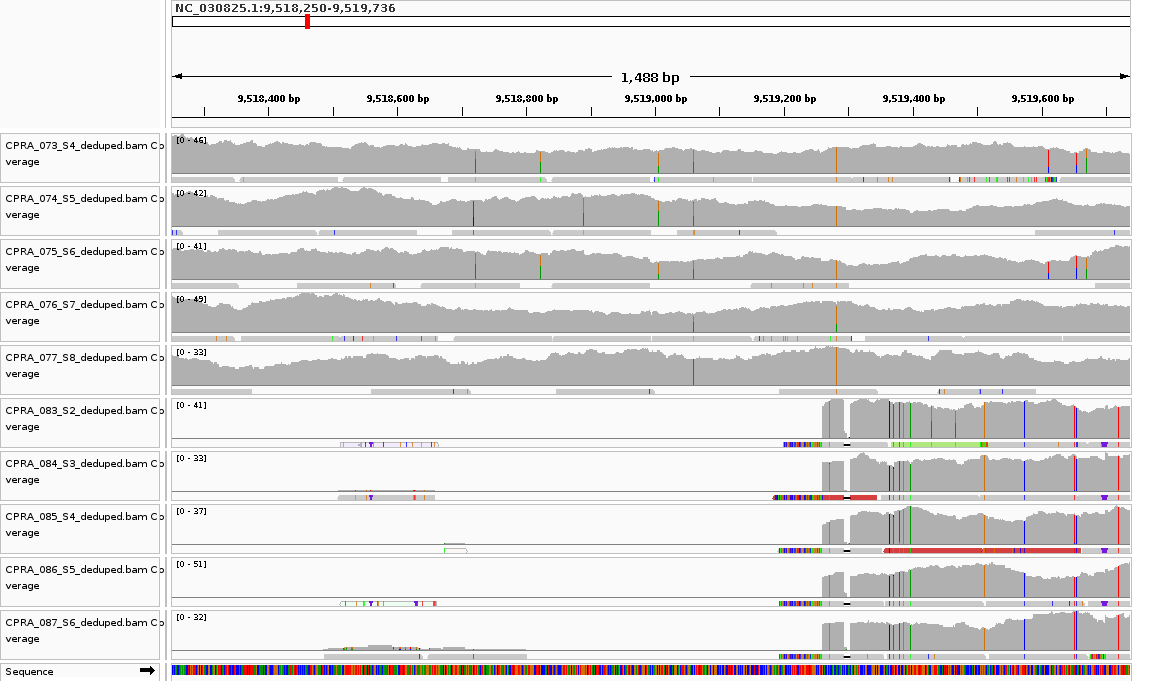 NC_030825.1:9,518,250-9,519,736
1,488 bp
9,518,400 bp 9,518,600 bp 9,518,800 bp 9,519,000 bp 9,519,200 bp 9,519,400 bp 9,519,600 bp
CPRA_073_S4_deduped.bam Co
verage
[0 - 46]
CPRA_074_S5_deduped.bam Co
verage
[0 - 42]
CPRA_075_S6_deduped.bam Co
verage
[0 - 41]
CPRA_076_S7_deduped.bam Co
verage
[0 - 49]
CPRA_077_S8_deduped.bam Co
verage
[0 - 33]
CPRA_083_S2_deduped.bam Co
verage
[0 - 41]
CPRA_084_S3_deduped.bam Co
verage
[0 - 33]
CPRA_085_S4_deduped.bam Co
verage
[0 - 37]
CPRA_086_S5_deduped.bam Co
verage
[0 - 51]
CPRA_087_S6_deduped.bam Co
verage
[0 - 32]
Sequence